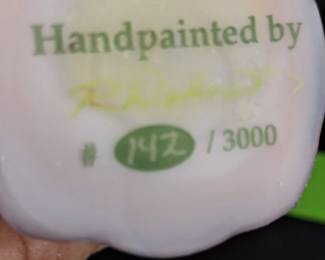 Handpainted by
# 142 / 3000